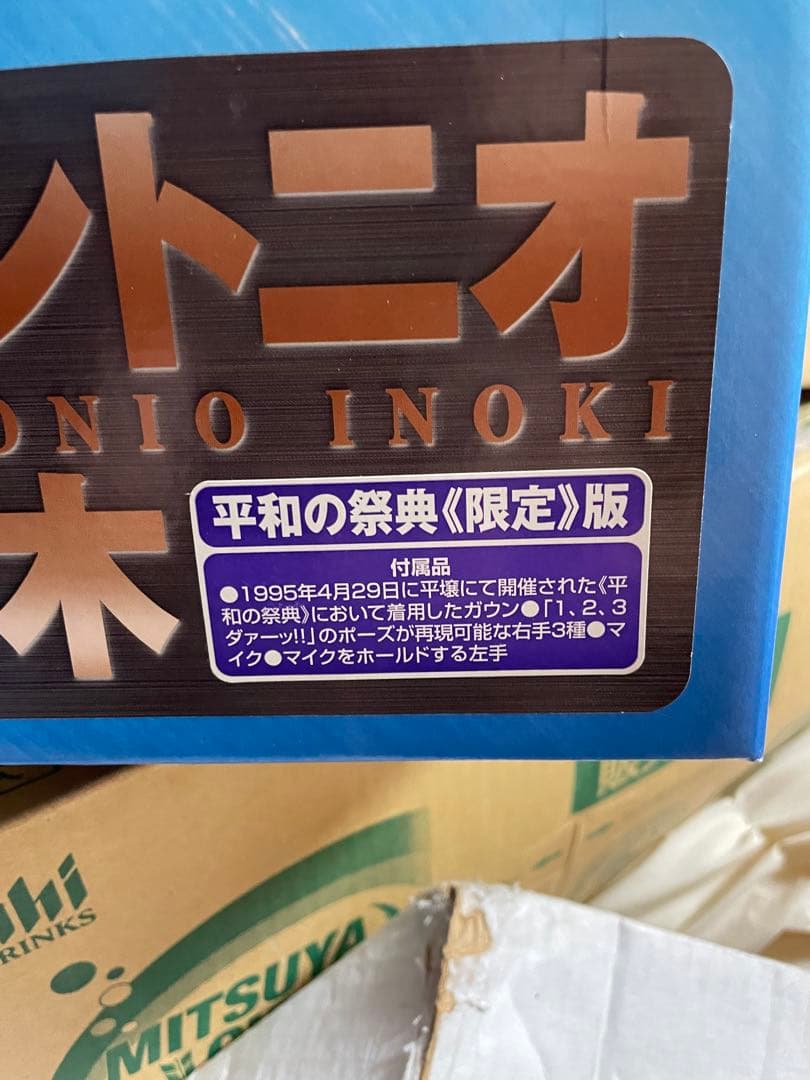 ントニオ
ONIO INOKI
木
平和の祭典《限定》版
付属品
●1995年4月29日に平壌にて開催された《平
和の祭典》において着用したガウン●「1、2、3
ダァーッ!!」のポーズが再現可能な右手3種●マ
イク●マイクをホールドする左手
hi
RINKS
MITSUYA